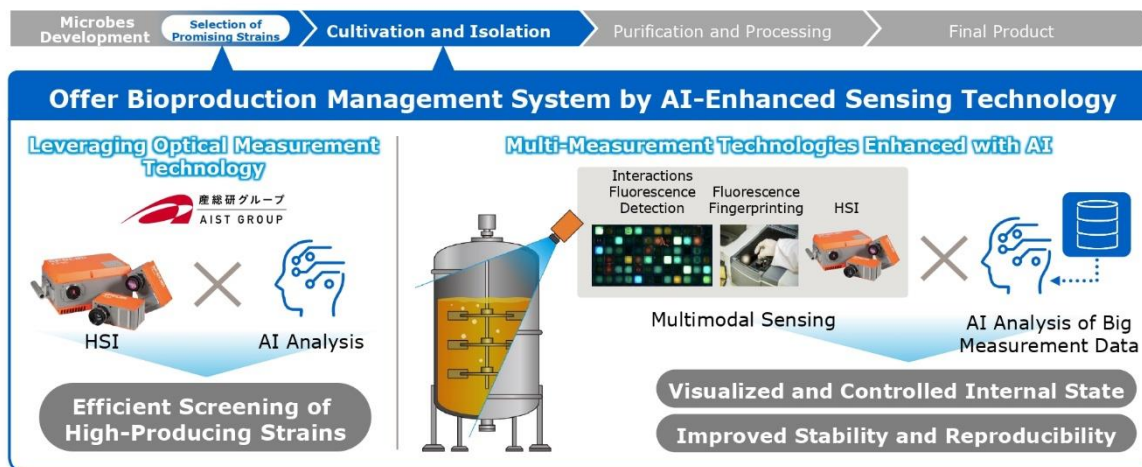 Microbes
Development
Selection of
Promising Strains
Cultivation and Isolation
Purification and Processing
Final Product
Offer Bioproduction Management System by AI-Enhanced Sensing Technology
Leveraging Optical Measurement
Technology
産総研グループ
AIST GROUP
HSI
AI Analysis
Efficient Screening of
High-Producing Strains
Multi-Measurement Technologies Enhanced with AI
Interactions
Fluorescence
Detection
Fluorescence
Fingerprinting
HSI
Multimodal Sensing
AI Analysis of Big
Measurement Data
Visualized and Controlled Internal State
Improved Stability and Reproducibility